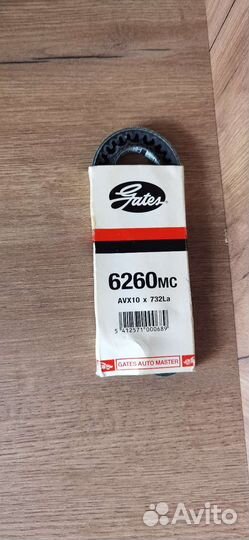 Gates
6260MC
AVX10 x 732La
5 412571 000689
GATES AUTO MASTER
Avito